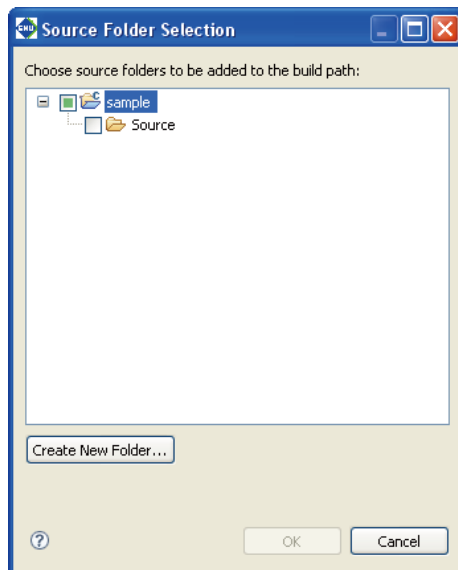 GNU Source Folder Selection
Choose source folders to be added to the build path:
C sample
Source
Create New Folder...
?
OK Cancel